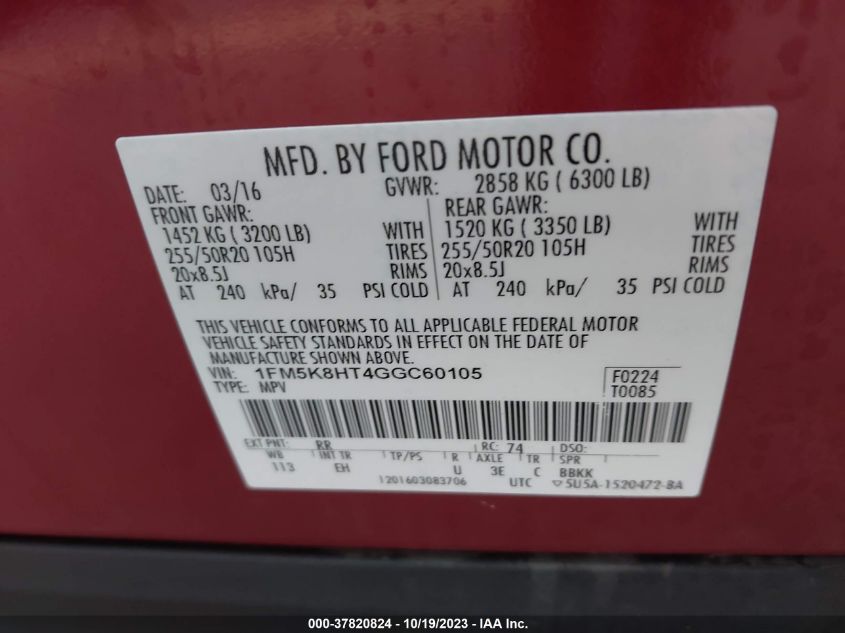 MFD. BY FORD MOTOR CO.
DATE: 03/16 GVWR: 2858 KG ( 6300 LB)
FRONT GAWR: REAR GAWR:
1452 KG ( 3200 LB) WITH 1520 KG ( 3350 LB) WITH
255/50R20 105H TIRES 255/50R20 105H TIRES
20x8.5J RIMS 20x8.5J RIMS
AT 240 kPa/ 35 PSI COLD AT 240 kPa/ 35 PSI COLD
THIS VEHICLE CONFORMS TO ALL APPLICABLE FEDERAL MOTOR
VEHICLE SAFETY STANDARDS IN EFFECT ON THE DATE OF
MANUFACTURE SHOWN ABOVE.
VIN: 1FM5K8HT4GGC60105 F0224
TYPE: MPV T0085
EXT PNT: RR RC: 74 DSO:
WB INT TR TP/PS R AXLE TR SPR
113 EH U 3E C BBKK
1201603083706 UTC ▽5U5A-1520472-BA
000-37820824 - 10/19/2023 - IAA Inc.